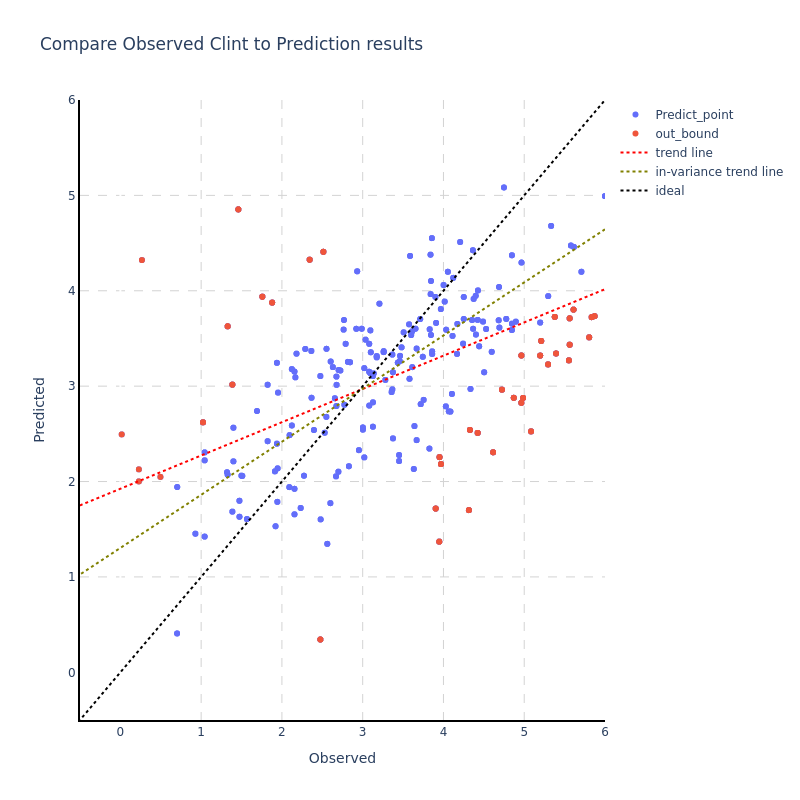 Compare Observed Clint to Prediction results
Predict_point
out_bound
trend line
in-variance trend line
ideal
6
5
4
3
2
1
0
Predicted
0 1 2 3 4 5 6
Observed